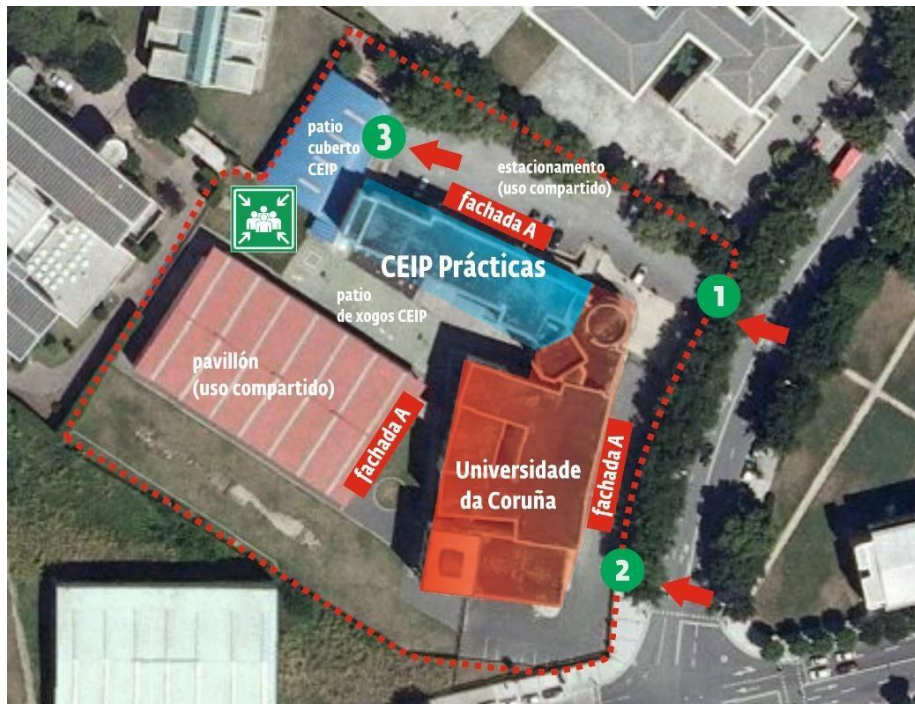 patio
cuberto
CEIP
3
estacionamento
(uso compartido)
fachada A
CEIP Prácticas
1
patio
de xogos CEIP
pavillón
(uso compartido)
fachada A
fachada A
Universidade
da Coruña
2